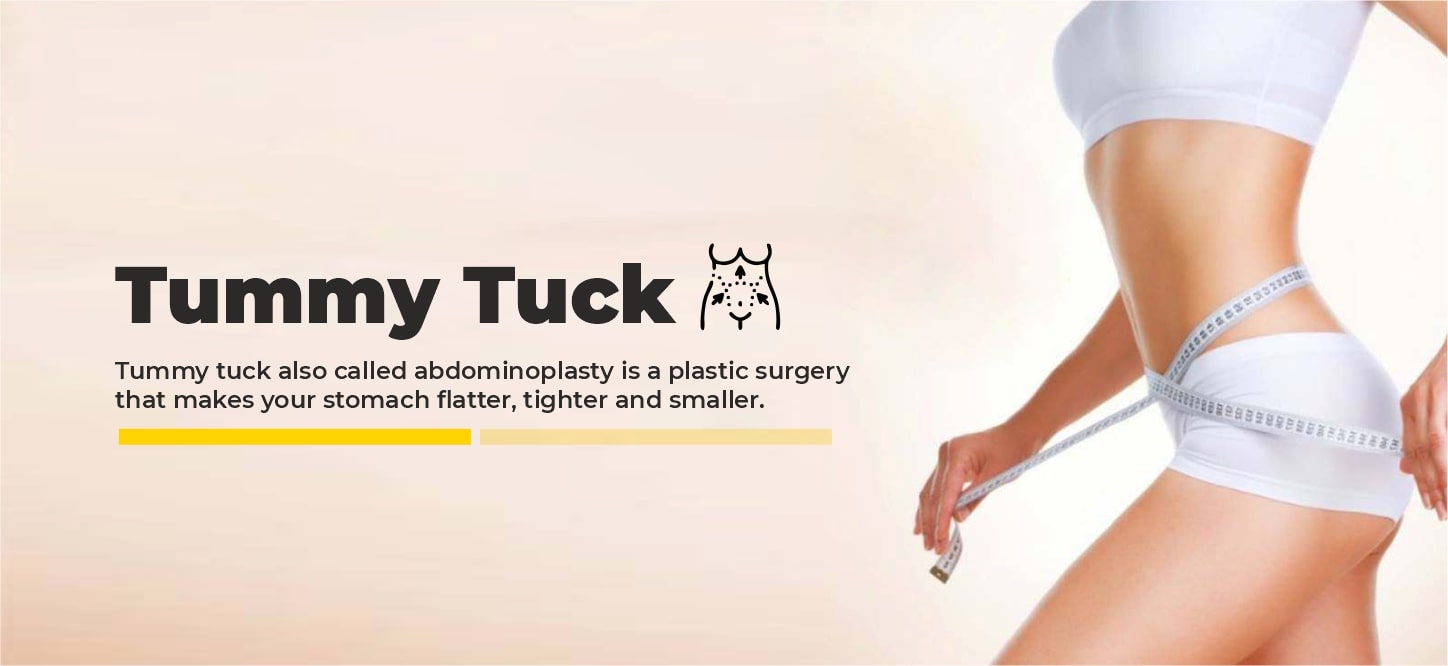 Tummy Tuck
Tummy tuck also called abdominoplasty is a plastic surgery
that makes your stomach flatter, tighter and smaller.